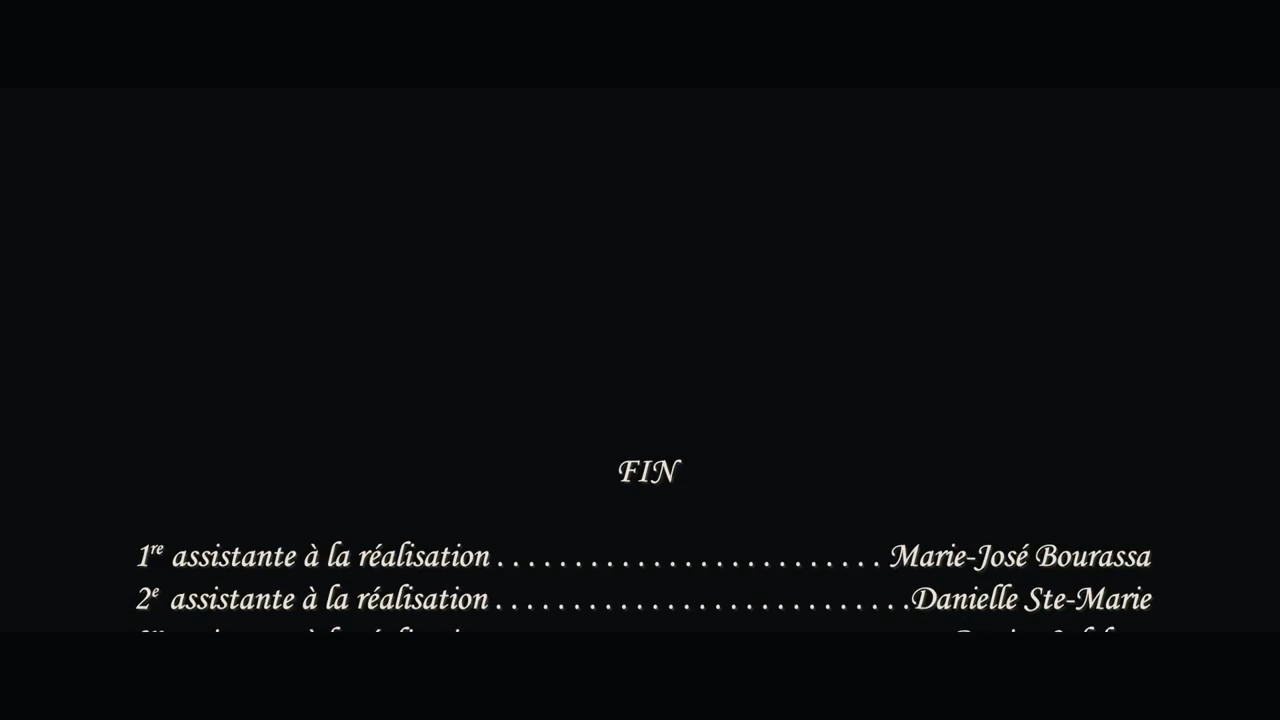 FIN
1re assistante à la réalisation . . . . . . . . . . . . . . . . . . . . . . . . . Marie-José Bourassa
2e assistante à la réalisation . . . . . . . . . . . . . . . . . . . . . . . . . . .Danielle Ste-Marie